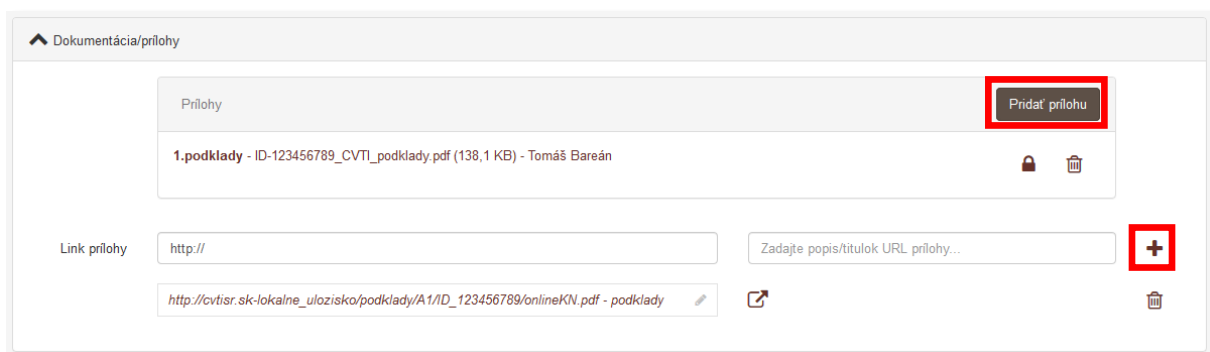 Dokumentácia/prílohy
Prílohy
Pridať prílohu
1.podklady - ID-123456789_CVTI_podklady.pdf (138,1 KB) - Tomáš Bareán
Link prílohy
http://
Zadajte popis/titulok URL prílohy...
http://cvtisr.sk-lokalne_ulozisko/podklady/A1/ID_123456789/onlineKN.pdf - podklady